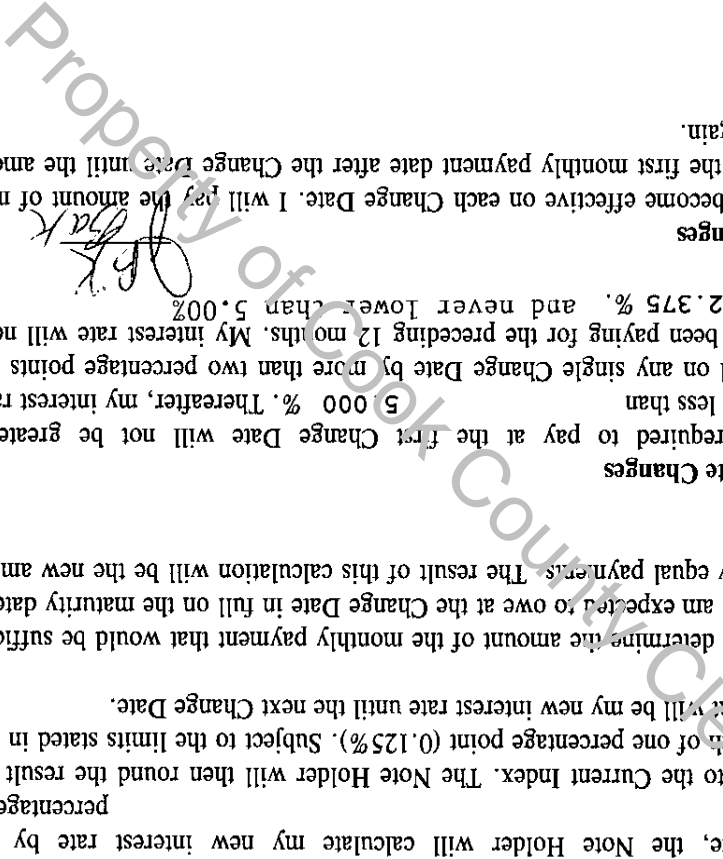 e, the Note Holder will calculate my new interest rate by
percentage
to the Current Index. The Note Holder will then round the result
of one percentage point (0.125%). Subject to the limits stated in
will be my new interest rate until the next Change Date.
determine the amount of the monthly payment that would be suffic
am expected to owe at the Change Date in full on the maturity date
y equal payments. The result of this calculation will be the new am
te Changes
required to pay at the first Change Date will not be greate
less than 5.000 %. Thereafter, my interest ra
on any single Change Date by more than two percentage points
been paying for the preceding 12 months. My interest rate will ne
2.375 %. and never lower than 5.00%
nges
become effective on each Change Date. I will pay the amount of m
the first monthly payment date after the Change Date until the amo
gain.
Property of Cook County Cle